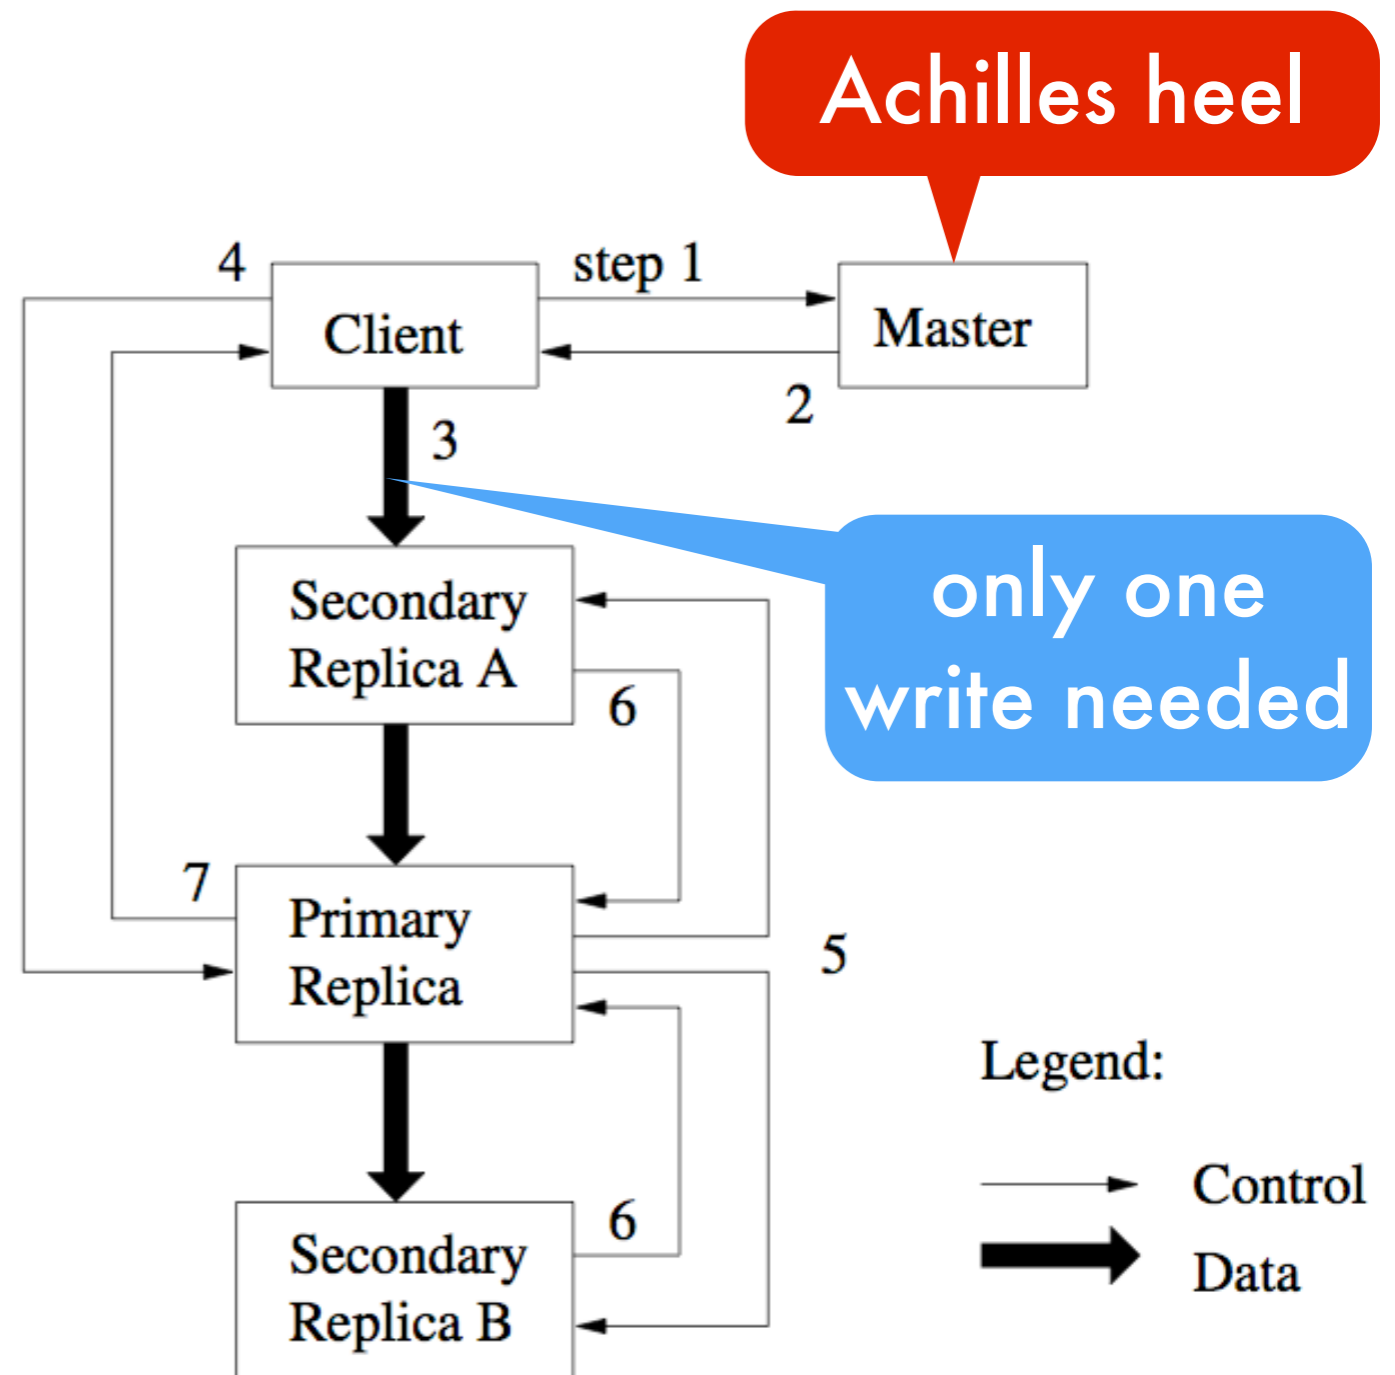 Achilles heel
4
step 1
Client
Master
2
3
only one
write needed
Secondary
Replica A
6
7
Primary
Replica
5
Legend:
Control
Data
6
Secondary
Replica B